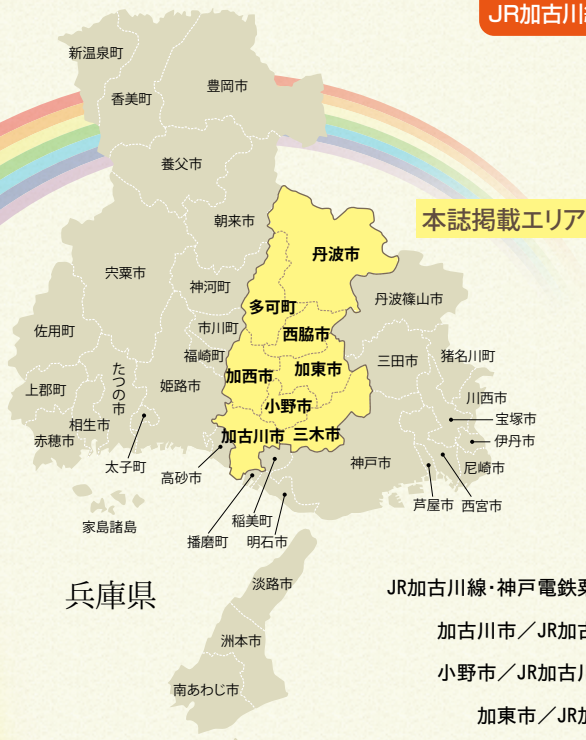 JR加古川線
新温泉町
香美町
豊岡市
養父市
朝来市
本誌掲載エリア
丹波市
宍粟市
神河町
多可町
丹波篠山市
市川町
西脇市
佐用町
福崎町
加西市
加東市
三田市
猪名川町
たつの市
上郡町
姫路市
川西市
相生市
小野市
宝塚市
赤穂市
加古川市
三木市
伊丹市
太子町
高砂市
神戸市
尼崎市
芦屋市
西宮市
家島諸島
稲美町
播磨町
明石市
兵庫県
淡路市
JR加古川線・神戸電鉄粟
加古川市／JR加古
洲本市
小野市／JR加古川
南あわじ市
加東市／JR加